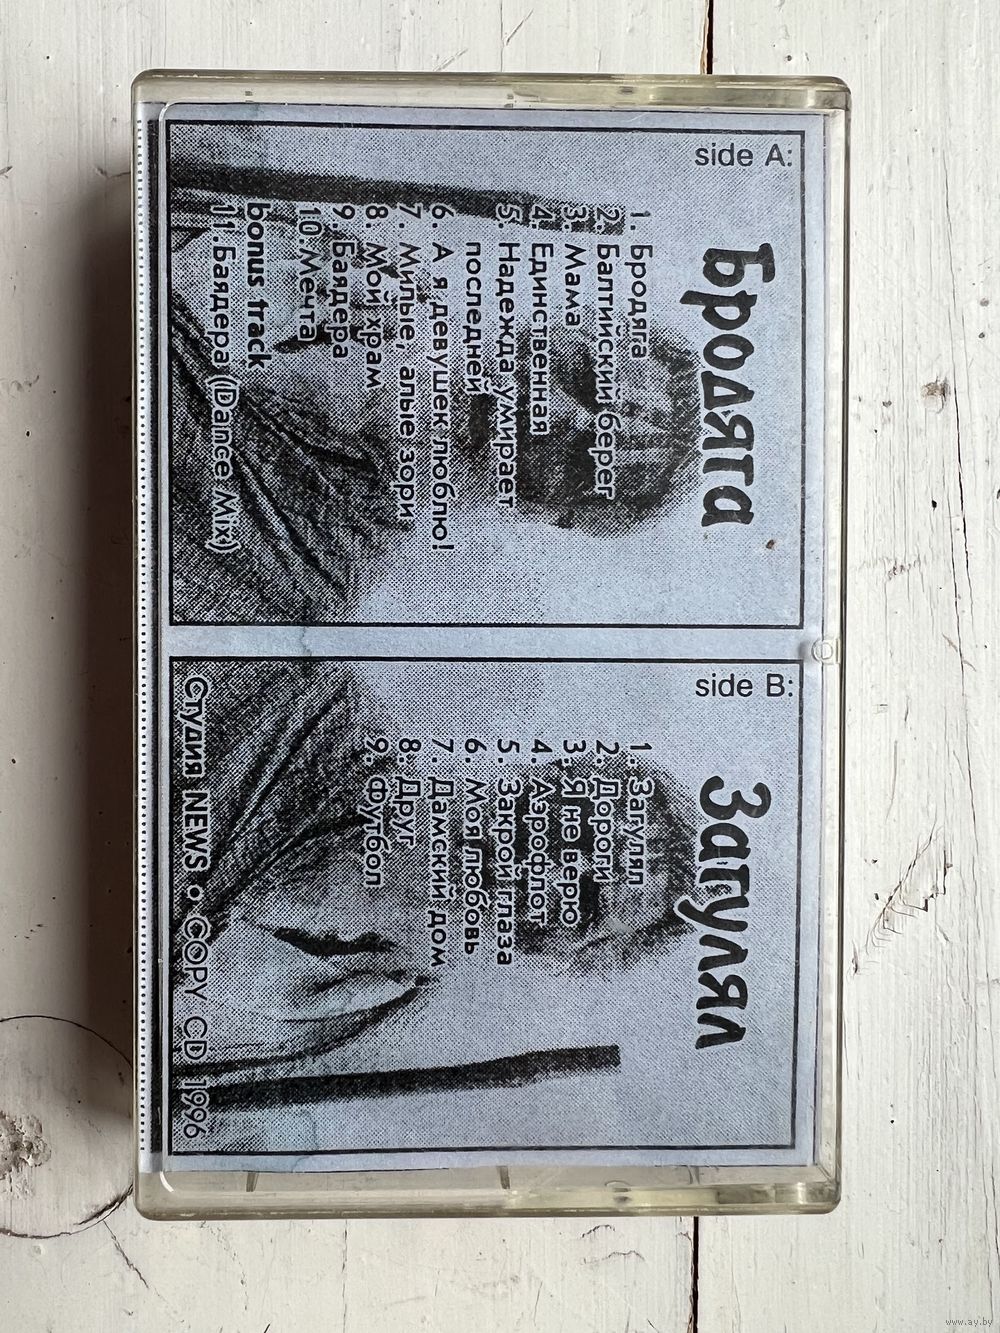 side A:
Бродяга
1. Бродяга
2. Балтийский берег
3. Мама
4. Единственная
5. Надежда умирает
последней
6. А я девушек люблю!
7. Милые, алые зори
8. Мой храм
9. Баядера
10. Мечта
bonus track
11. Баядера! (Dance Mix)
side B:
Загулял
1. Загулял
2. Дороги
3. Я не верю
4. Аэрофлот
5. Закрой глаза
6. Моя любовь
7. Дамский дом
8. Друг
9. Футбол
Студия NEWS • COPY CD 1996
www.ay.by